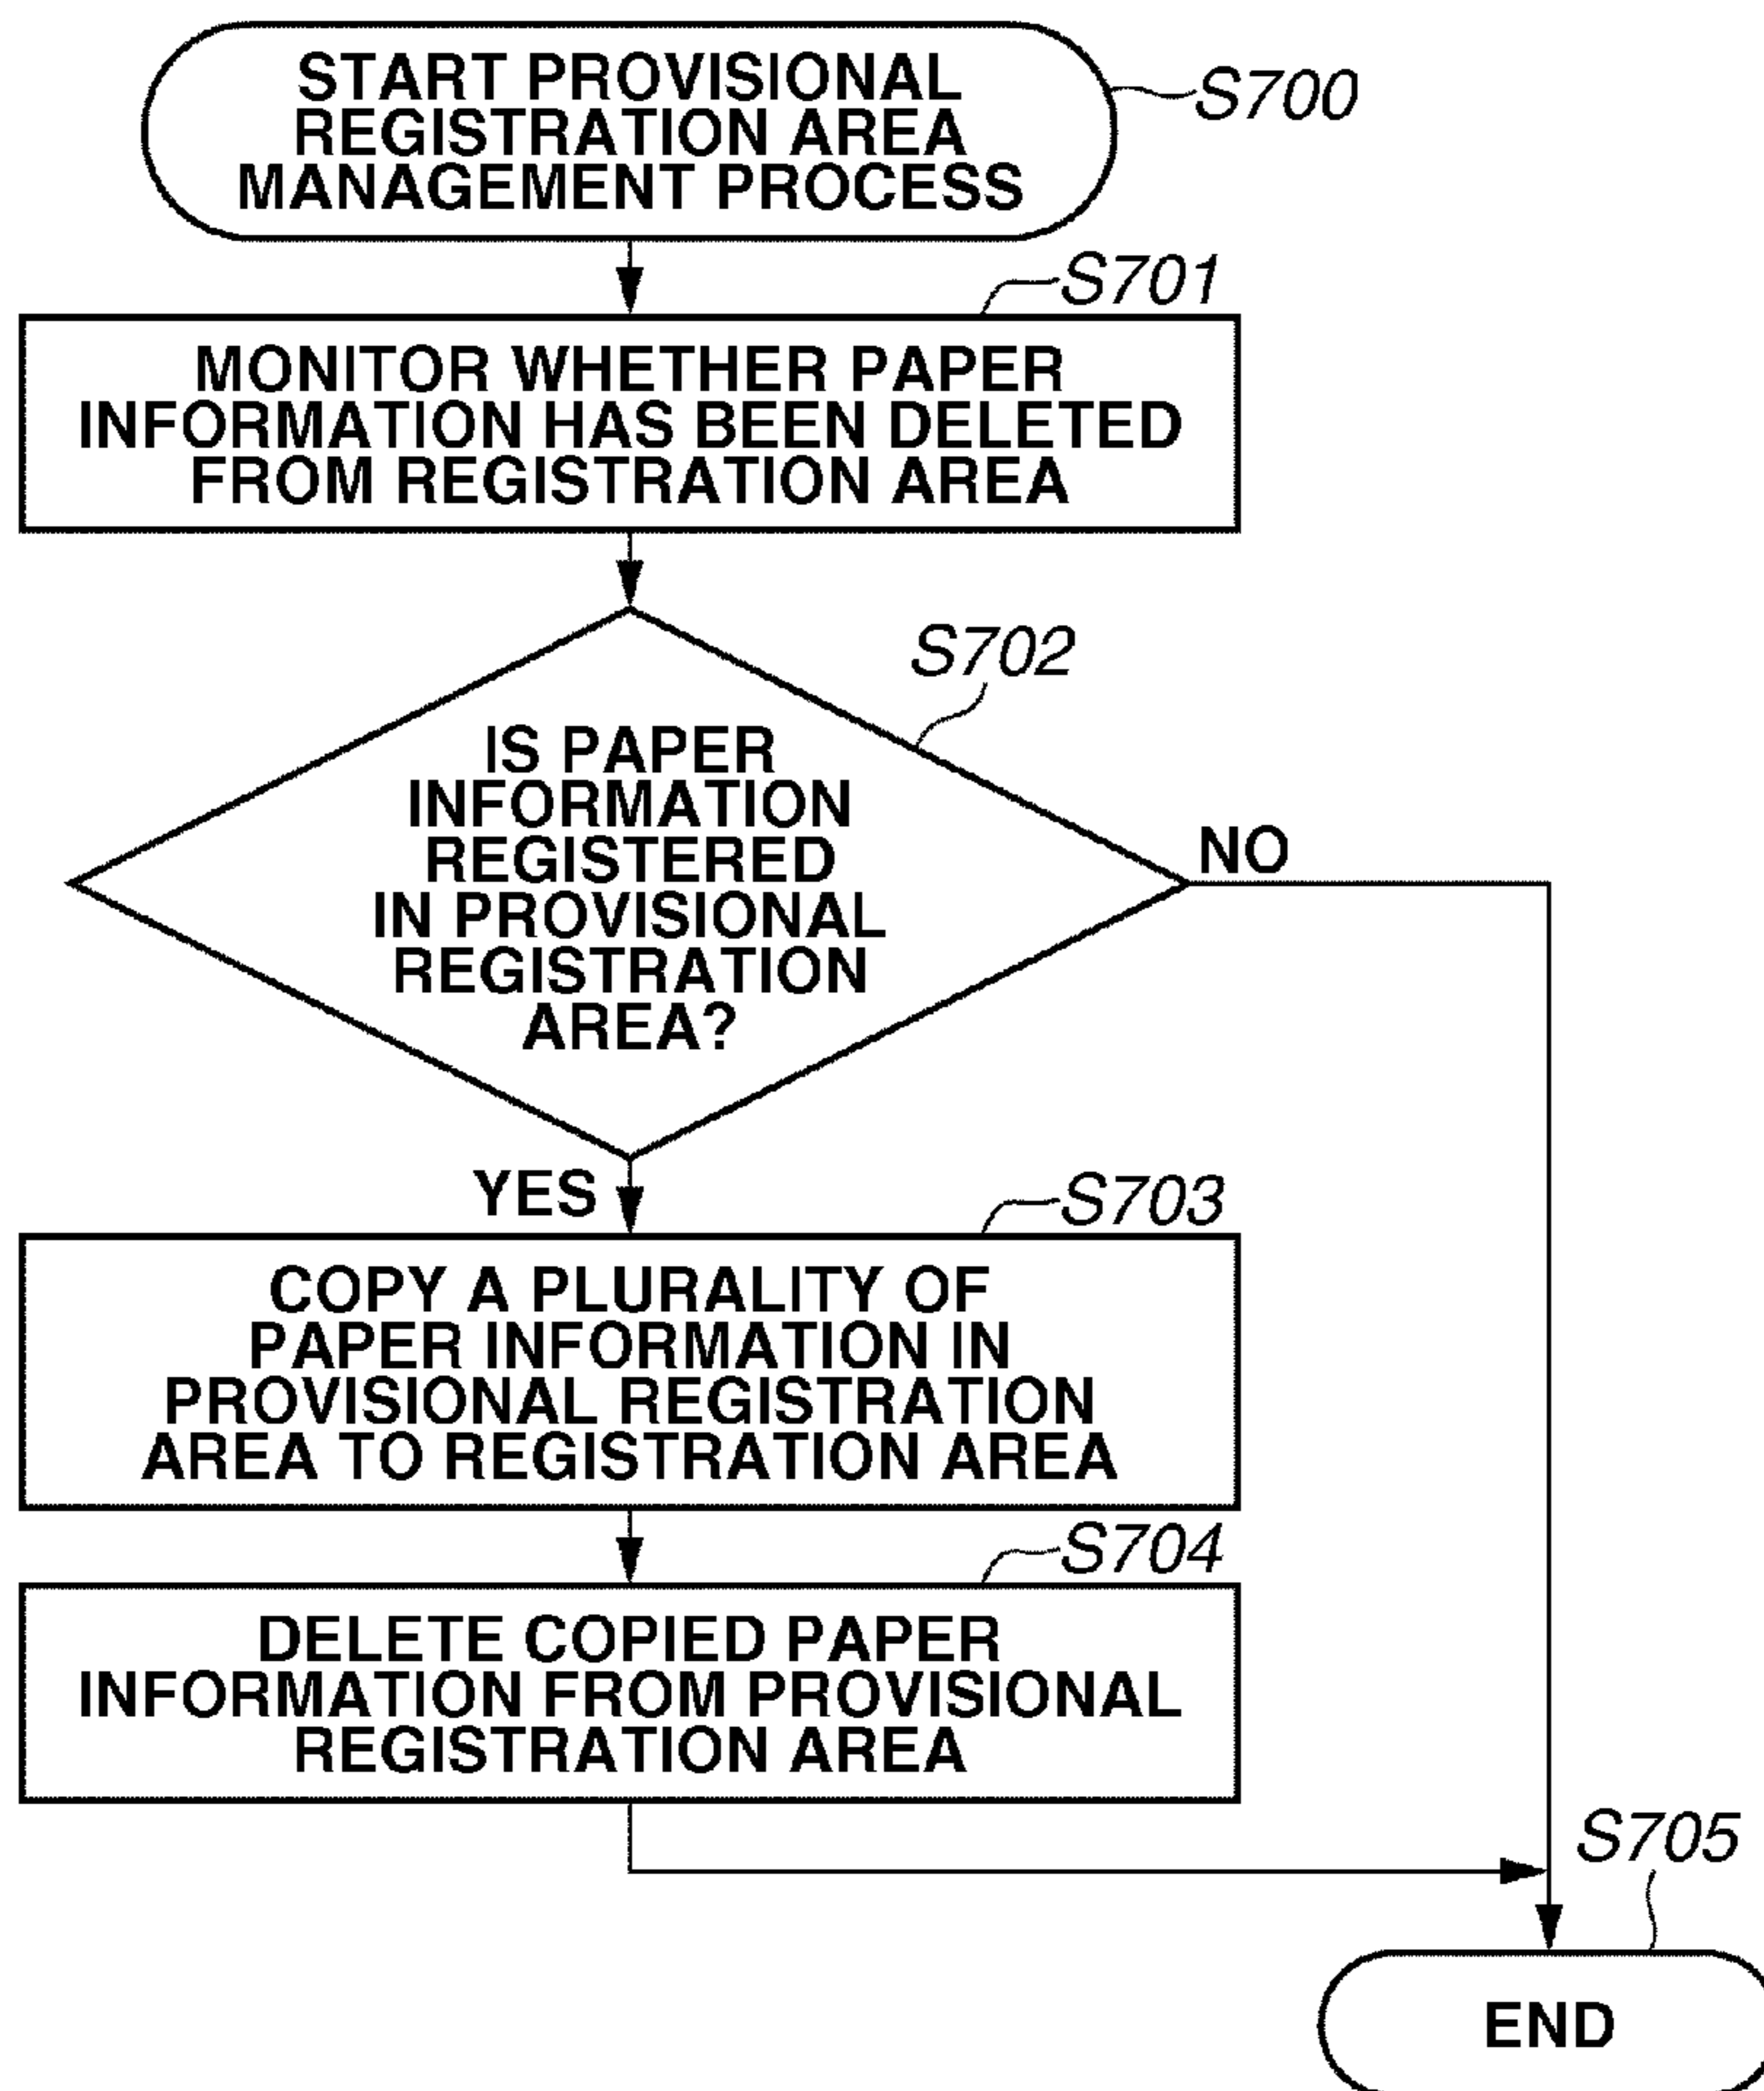 START PROVISIONAL
REGISTRATION AREA
MANAGEMENT PROCESS
S700
S701
MONITOR WHETHER PAPER
INFORMATION HAS BEEN DELETED
FROM REGISTRATION AREA
S702
IS PAPER
INFORMATION
REGISTERED
IN PROVISIONAL
REGISTRATION
AREA?
NO
YES
S703
COPY A PLURALITY OF
PAPER INFORMATION IN
PROVISIONAL REGISTRATION
AREA TO REGISTRATION AREA
S704
DELETE COPIED PAPER
INFORMATION FROM PROVISIONAL
REGISTRATION AREA
S705
END